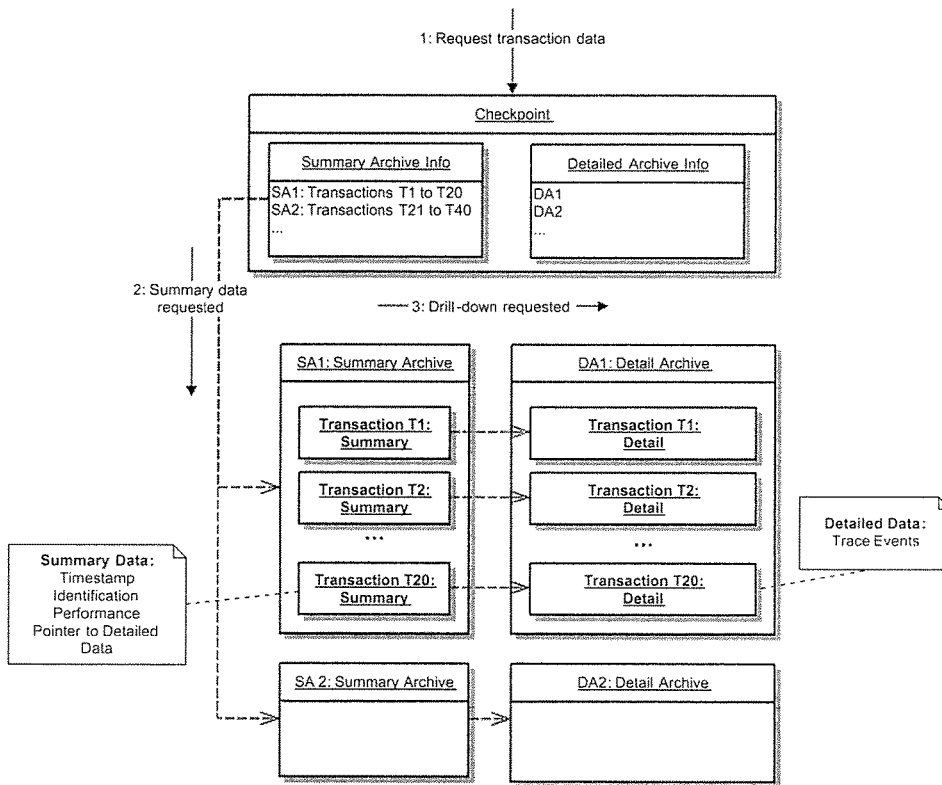 1: Request transaction data
Checkpoint
Summary Archive Info
SA1: Transactions T1 to T20
SA2: Transactions T21 to T40
...
Detailed Archive Info
DA1
DA2
...
2: Summary data
requested
3: Drill-down requested
SA1: Summary Archive
DA1: Detail Archive
Transaction T1:
Summary
Transaction T1:
Detail
Transaction T2:
Summary
Transaction T2:
Detail
...
...
Transaction T20:
Summary
Transaction T20:
Detail
Summary Data:
Timestamp
Identification
Performance
Pointer to Detailed
Data
Detailed Data:
Trace Events
SA 2: Summary Archive
DA2: Detail Archive